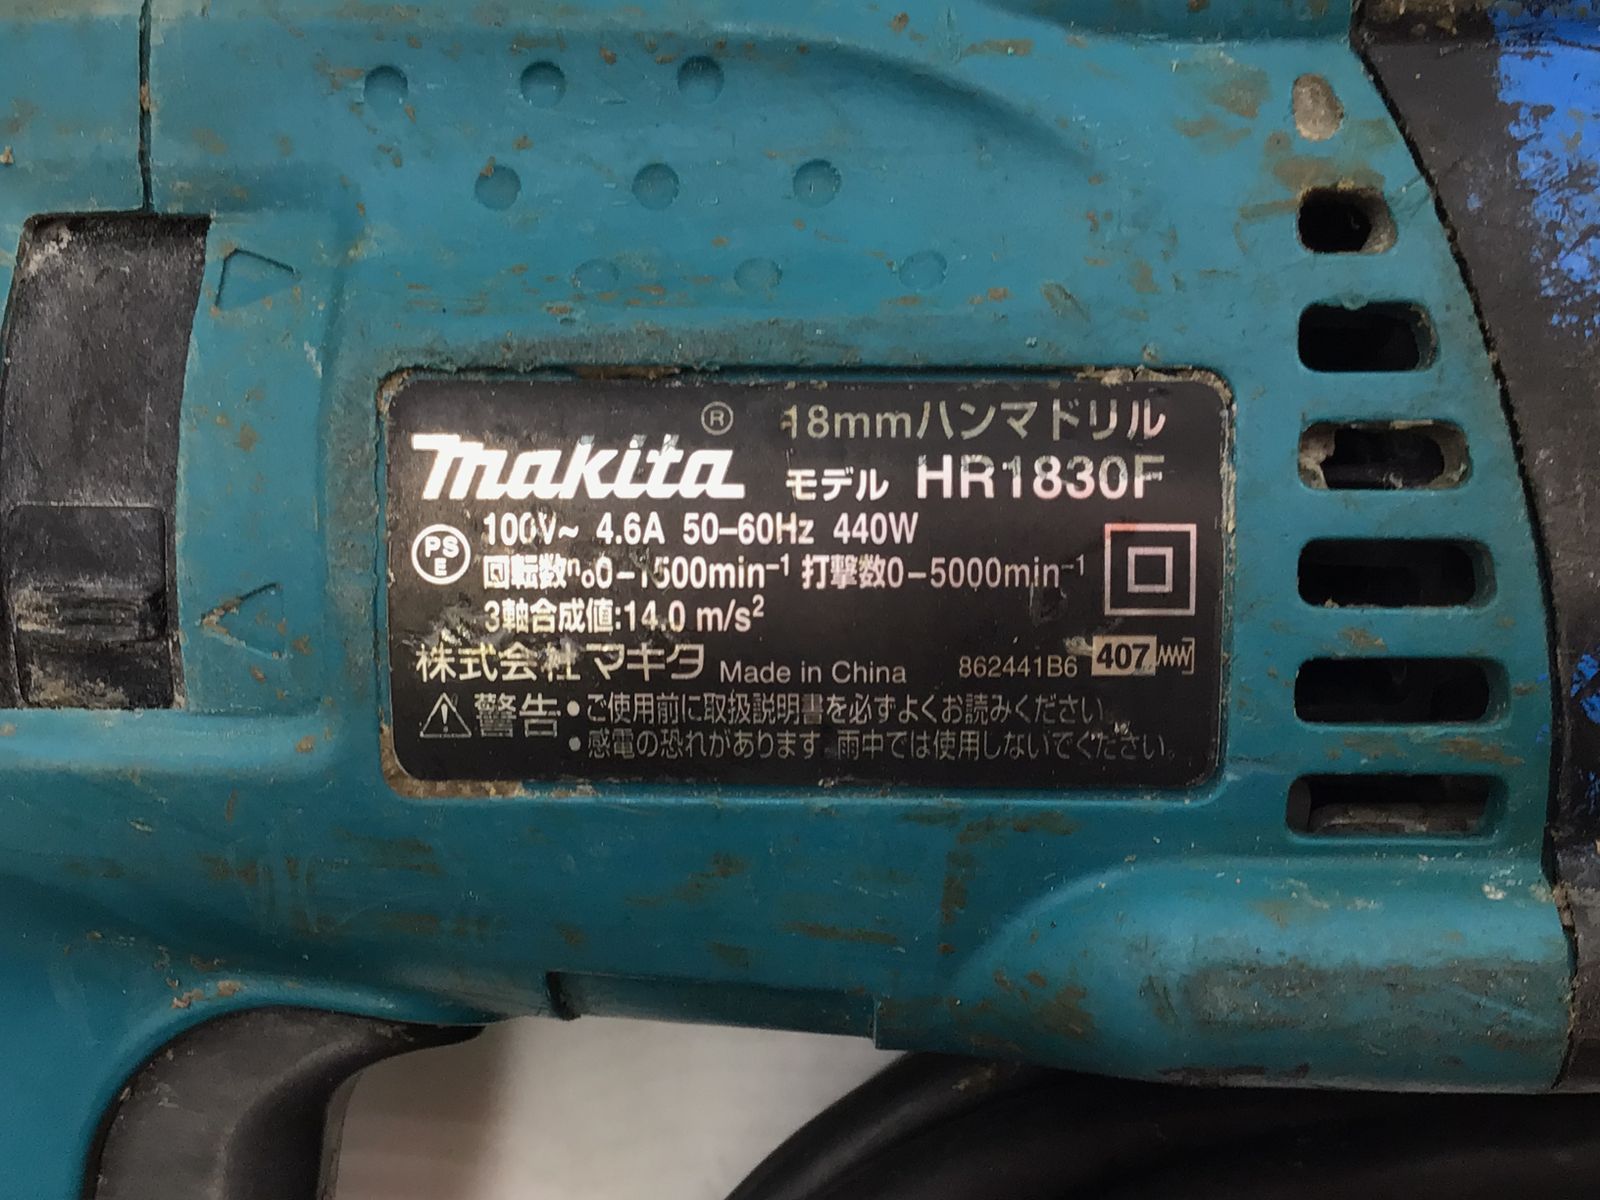 18mmハンマドリル
makita ®
モデル HR1830F
PS E
100V~ 4.6A 50-60Hz 440W
回転数n₀0-1500min⁻¹ 打撃数0-5000min⁻¹
3軸合成値:14.0 m/s²
株式会社マキタ Made in China 862441B6 407
警告 •ご使用前に取扱説明書を必ずよくお読みください。
•感電の恐れがあります。雨中では使用しないでください。